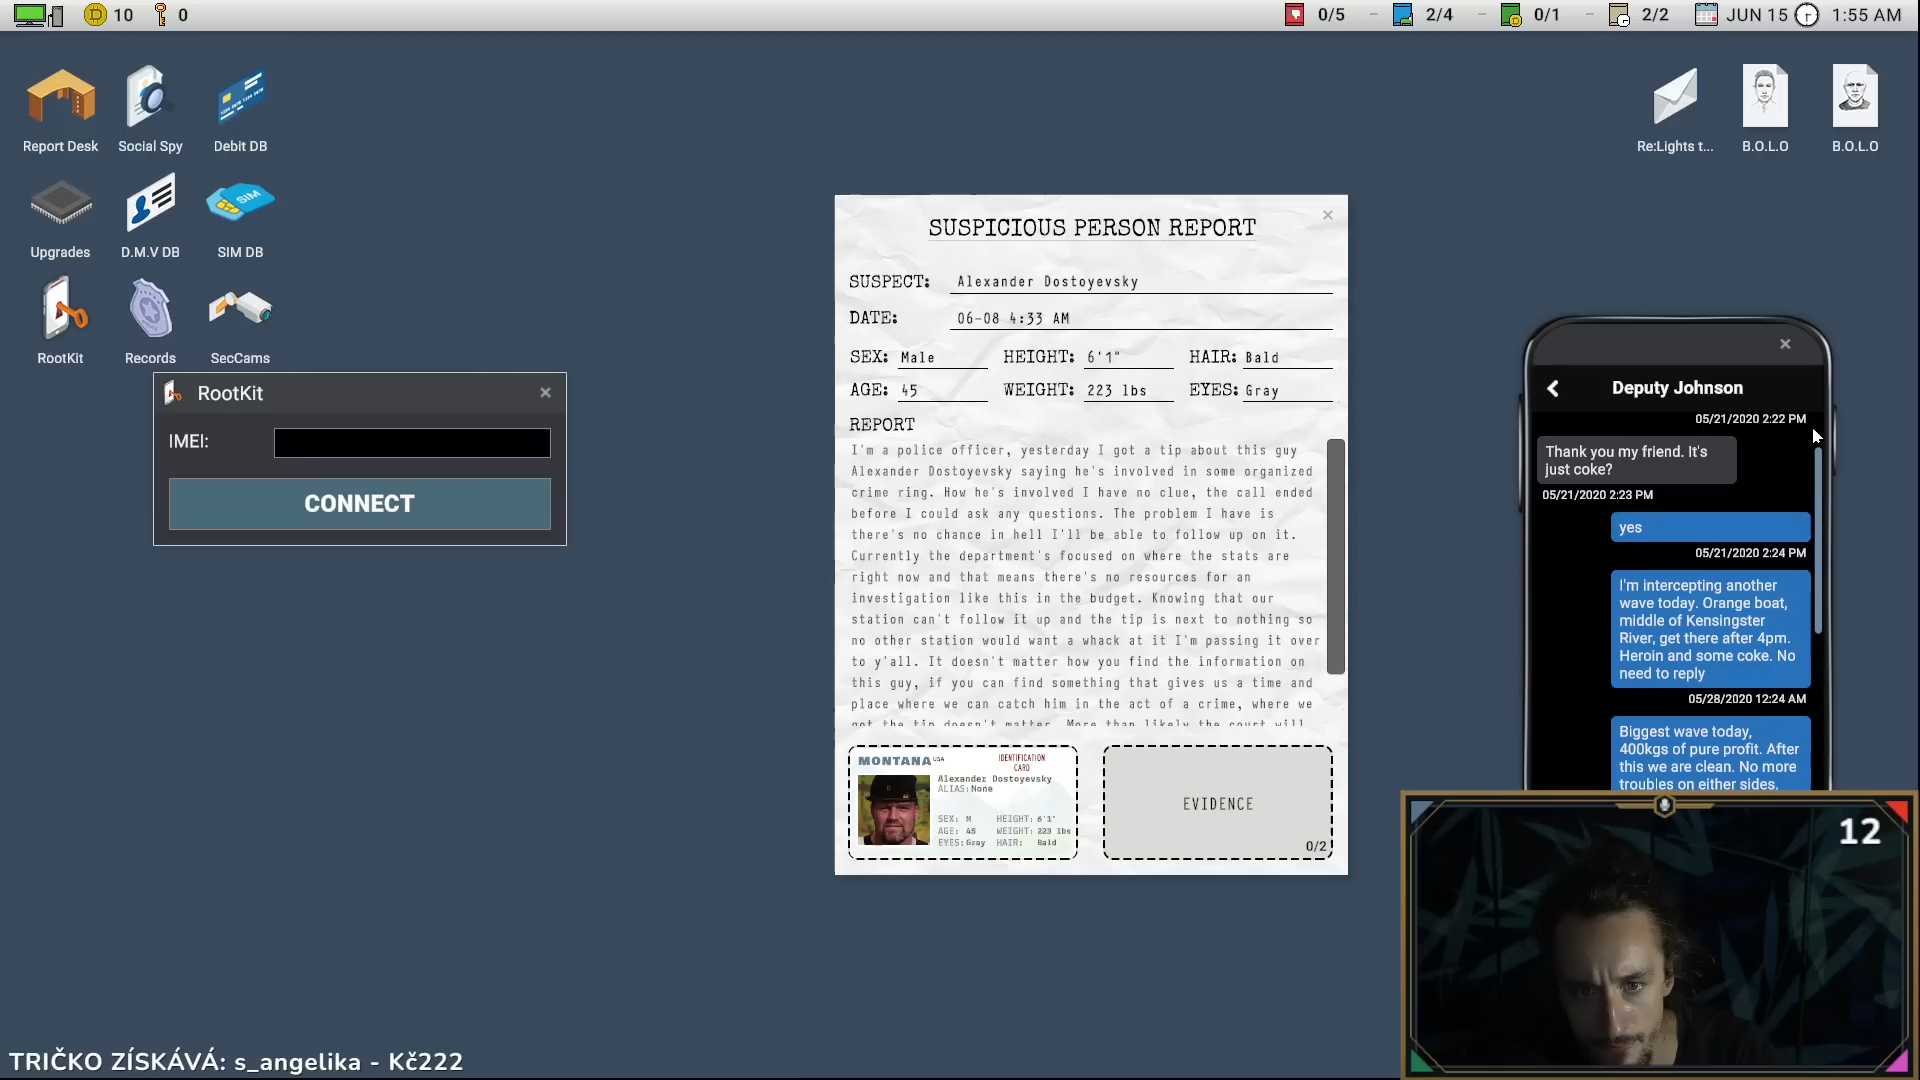 10
0
0/5
2/4
0/1
2/2
JUN 15
1:55 AM
Report Desk
Social Spy
Debit DB
Upgrades
D.M.V DB
SIM DB
SIM
RootKit
Records
SecCams
Re:Lights t...
B.O.L.O
B.O.L.O
RootKit
IMEI:
CONNECT
SUSPICIOUS PERSON REPORT
SUSPECT: Alexander Dostoyevsky
DATE: 06-08 4:33 AM
SEX: Male HEIGHT: 6'1" HAIR: Bald
AGE: 45 WEIGHT: 223 lbs EYES: Gray
REPORT
I'm a police officer, yesterday I got a tip about this guy
Alexander Dostoyevsky saying he's involved in some organized
crime ring. How he's involved I have no clue, the call ended
before I could ask any questions. The problem I have is
there's no chance in hell I'll be able to follow up on it.
Currently the department's focused on where the stats are
right now and that means there's no resources for an
investigation like this in the budget. Knowing that our
station can't follow it up and the tip is next to nothing so
no other station would want a whack at it I'm passing it over
to y'all. It doesn't matter how you find the information on
this guy, if you can find something that gives us a time and
place where we can catch him in the act of a crime, where we
got the tip doesn't matter. More than likely the court will
MONTANA USA
IDENTIFICATION
CARD
Alexander Dostoyevsky
ALIAS: None
SEX: M HEIGHT: 6'1"
AGE: 45 WEIGHT: 223 lbs
EYES: Gray HAIR: Bald
EVIDENCE
0/2
Deputy Johnson
05/21/2020 2:22 PM
Thank you my friend. It's
just coke?
05/21/2020 2:23 PM
yes
05/21/2020 2:24 PM
I'm intercepting another
wave today. Orange boat,
middle of Kensingster
River, get there after 4pm.
Heroin and some coke. No
need to reply
05/28/2020 12:24 AM
Biggest wave today,
400kgs of pure profit. After
this we are clean. No more
troubles on either sides.
12
TRIČKO ZÍSKÁVÁ: s_angelika - Kč222